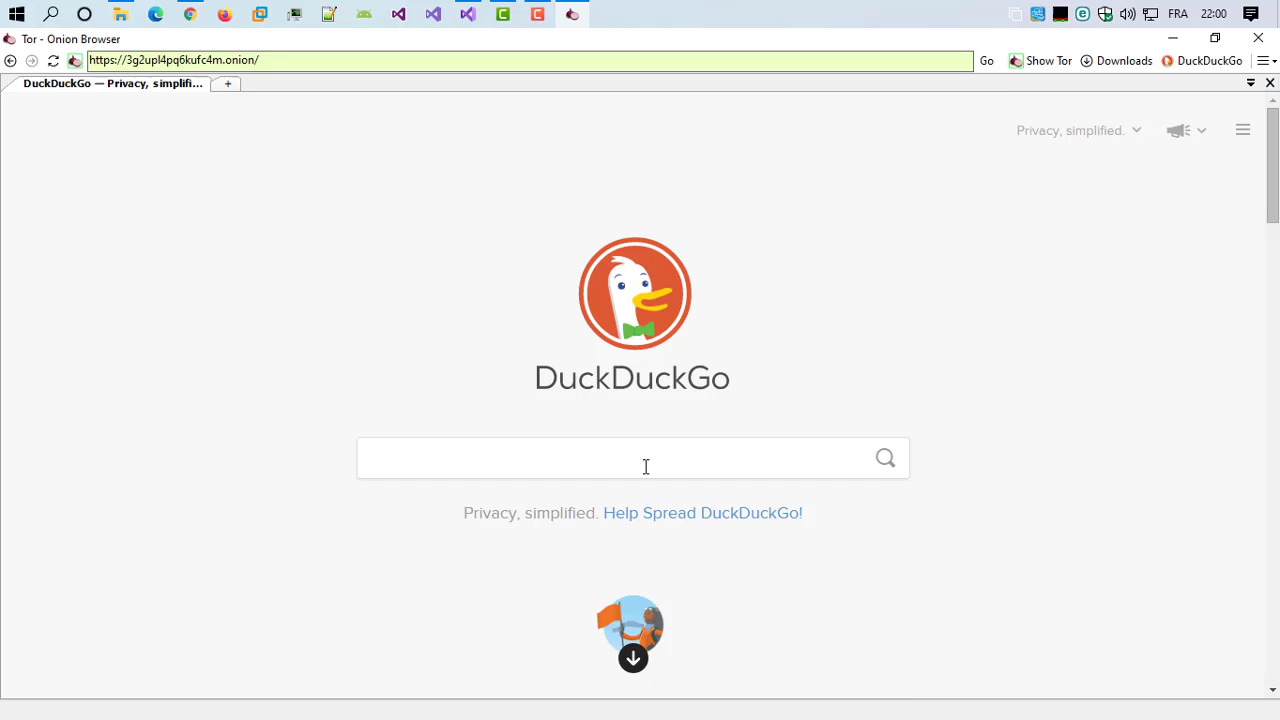 FRA 22:00
Tor - Onion Browser
https://3g2upl4pq6kufc4m.onion/
Go Show Tor Downloads DuckDuckGo
DuckDuckGo — Privacy, simplifi... +
Privacy, simplified.
DuckDuckGo
Privacy, simplified. Help Spread DuckDuckGo!